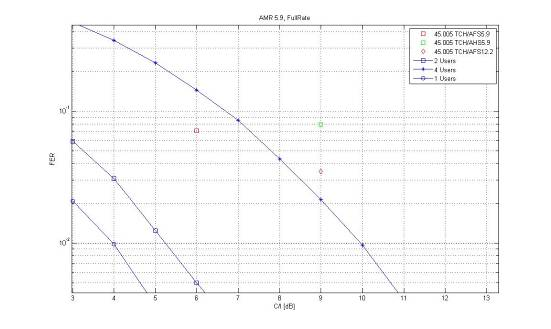 AMR 5.9, FullRate
45.005 TCH/AFS5.9
45.005 TCH/AHS5.9
45.005 TCH/AFS12.2
2 Users
4 Users
1 Users
FER
10-1
10-2
3 4 5 6 7 8 9 10 11 12 13
C/I [dB]